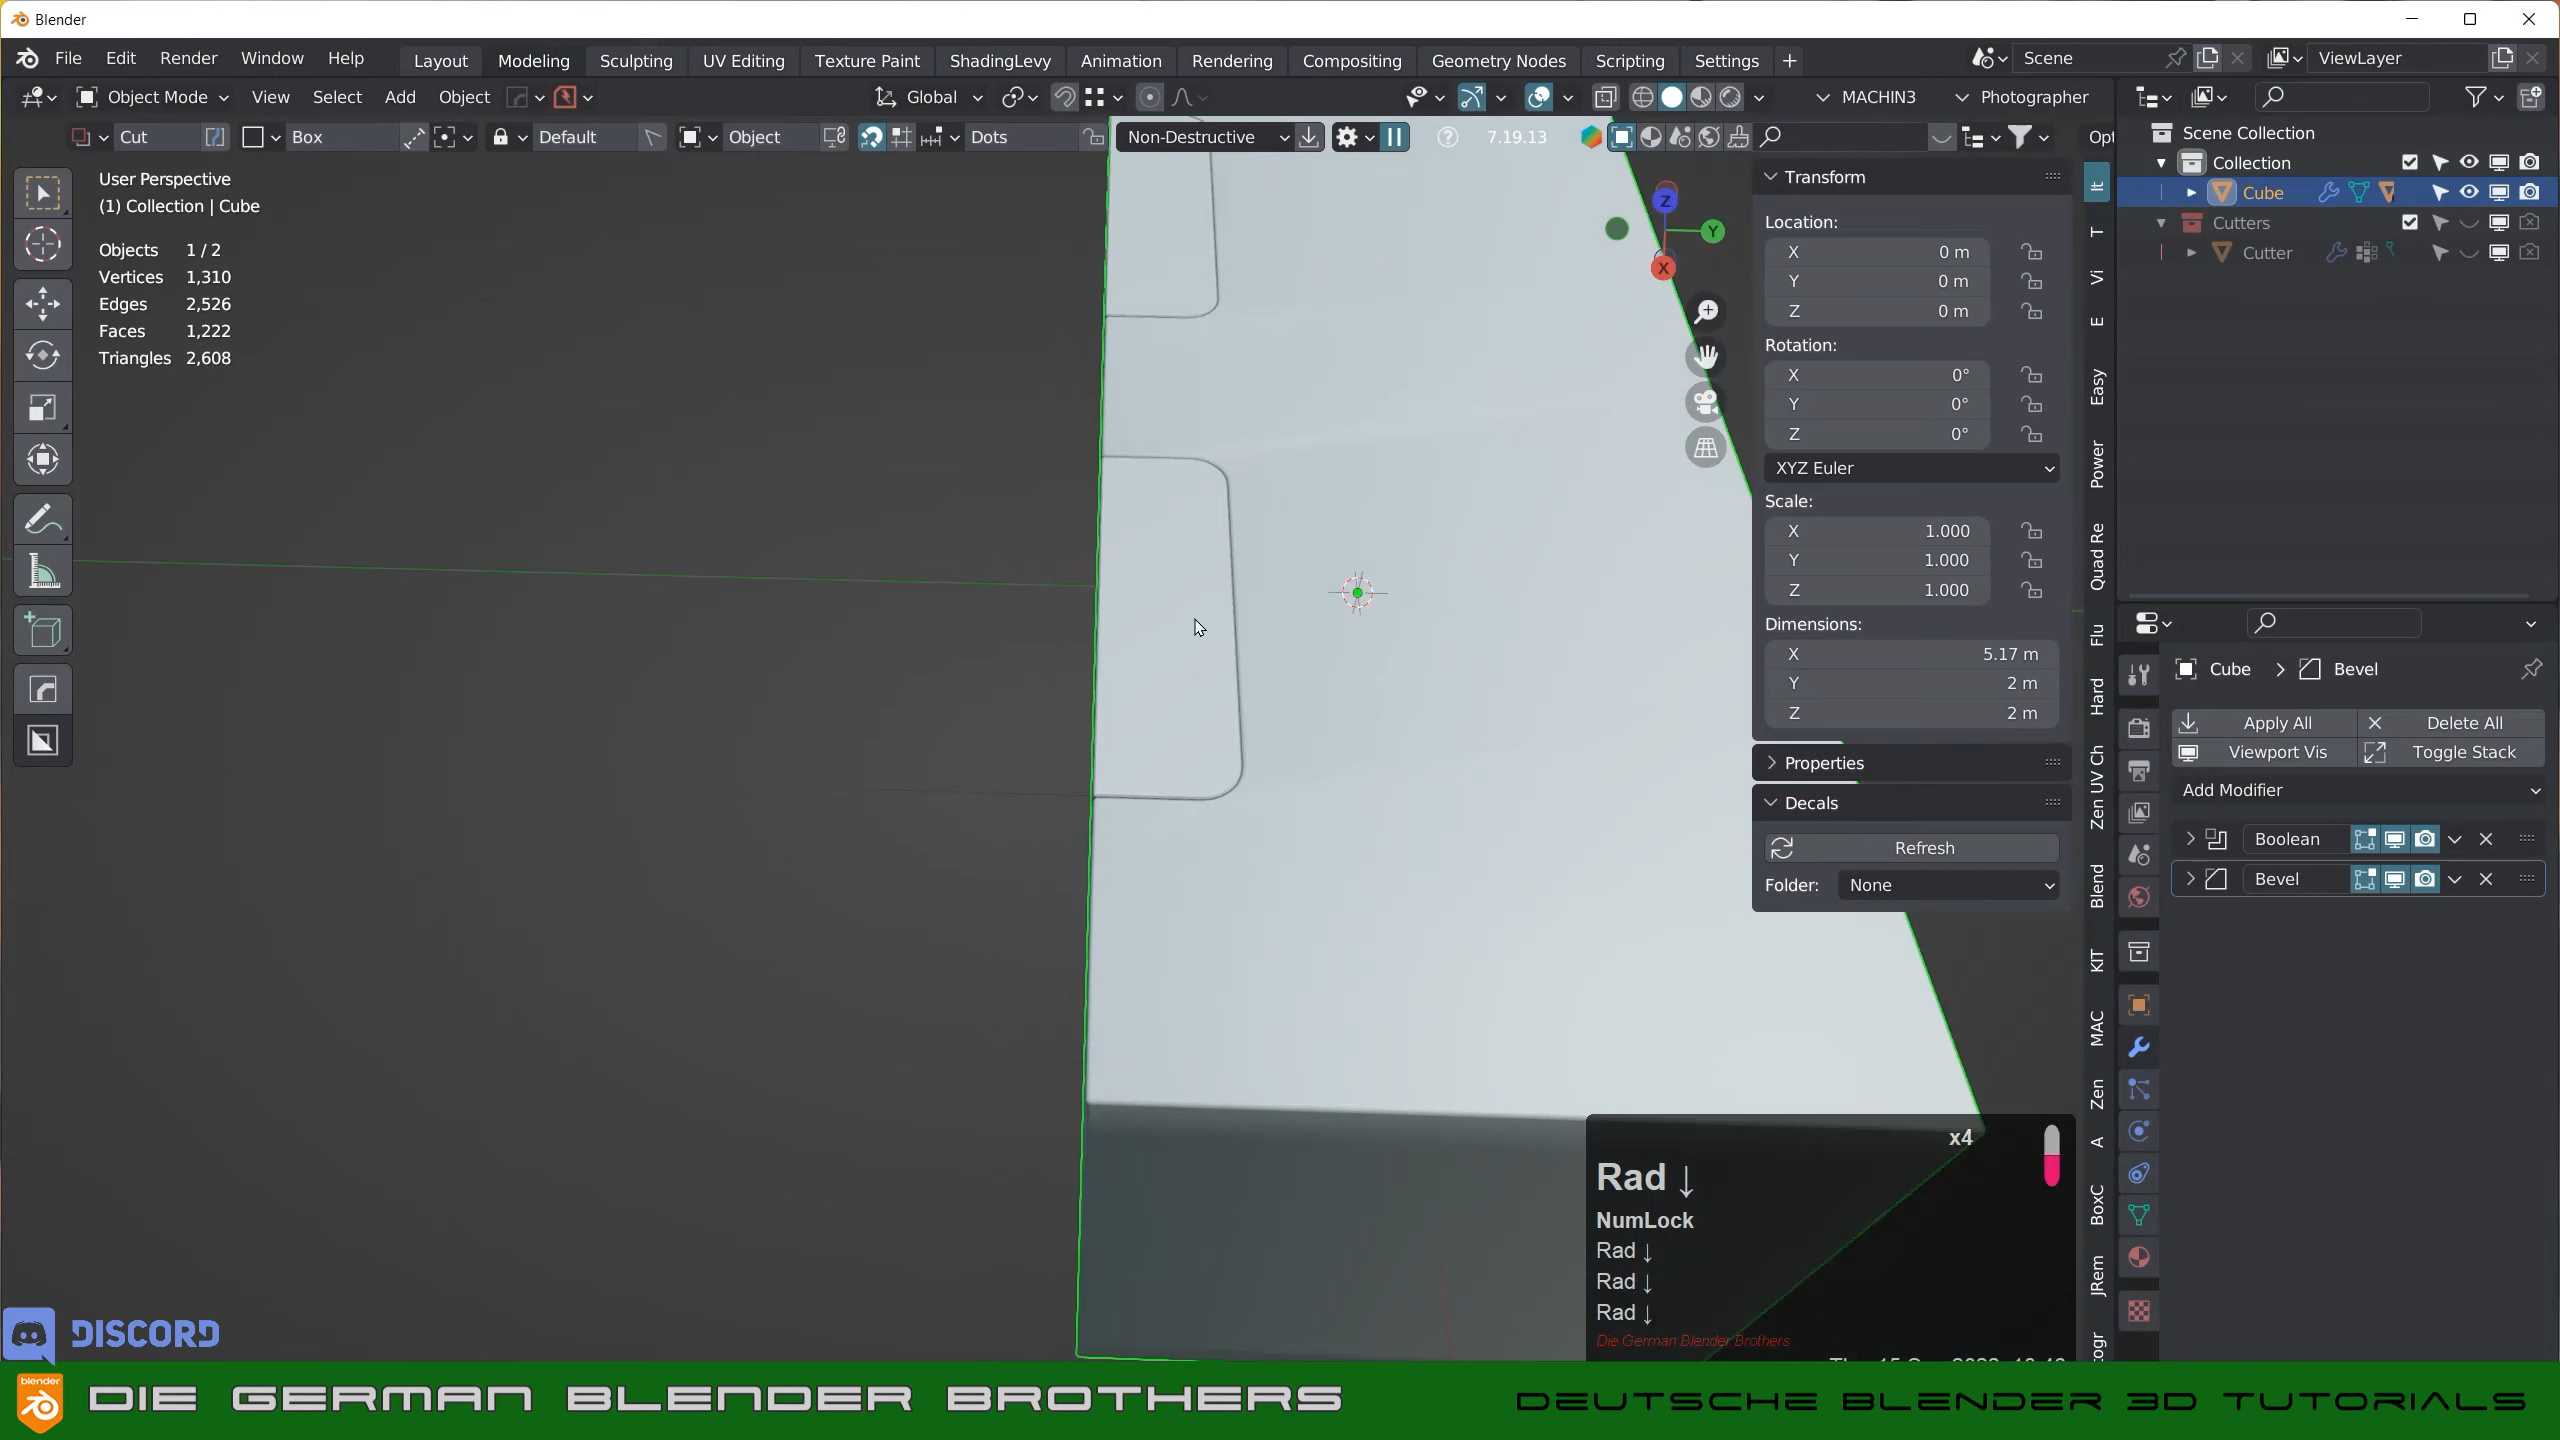 Blender
File Edit Render Window Help Layout Modeling Sculpting UV Editing Texture Paint ShadingLevy Animation Rendering Compositing Geometry Nodes Scripting Settings + Scene ViewLayer
Object Mode View Select Add Object Global MACHIN3 Photographer
Cut Box Default Object Dots Non-Destructive 7.19.13 Opt
User Perspective
(1) Collection | Cube
Objects 1 / 2
Vertices 1,310
Edges 2,526
Faces 1,222
Triangles 2,608
Z
Y
X
Transform
Location:
X 0 m
Y 0 m
Z 0 m
Rotation:
X 0°
Y 0°
Z 0°
XYZ Euler
Scale:
X 1.000
Y 1.000
Z 1.000
Dimensions:
X 5.17 m
Y 2 m
Z 2 m
Properties
Decals
Refresh
Folder: None
It
T
Vi
E
Easy
Power
Quad Re
Flu
Hard
Zen UV Ch
Blend
KIT
MAC
Zen
A
BoxC
JRem
Scene Collection
Collection
Cube
Cutters
Cutter
Cube > Bevel
Apply All Delete All
Viewport Vis Toggle Stack
Add Modifier
Boolean
Bevel
x4
Rad ↓
NumLock
Rad ↓
Rad ↓
Rad ↓
Die German Blender Brothers
DISCORD
blender
DIE GERMAN BLENDER BROTHERS
DEUTSCHE BLENDER 3D TUTORIALS